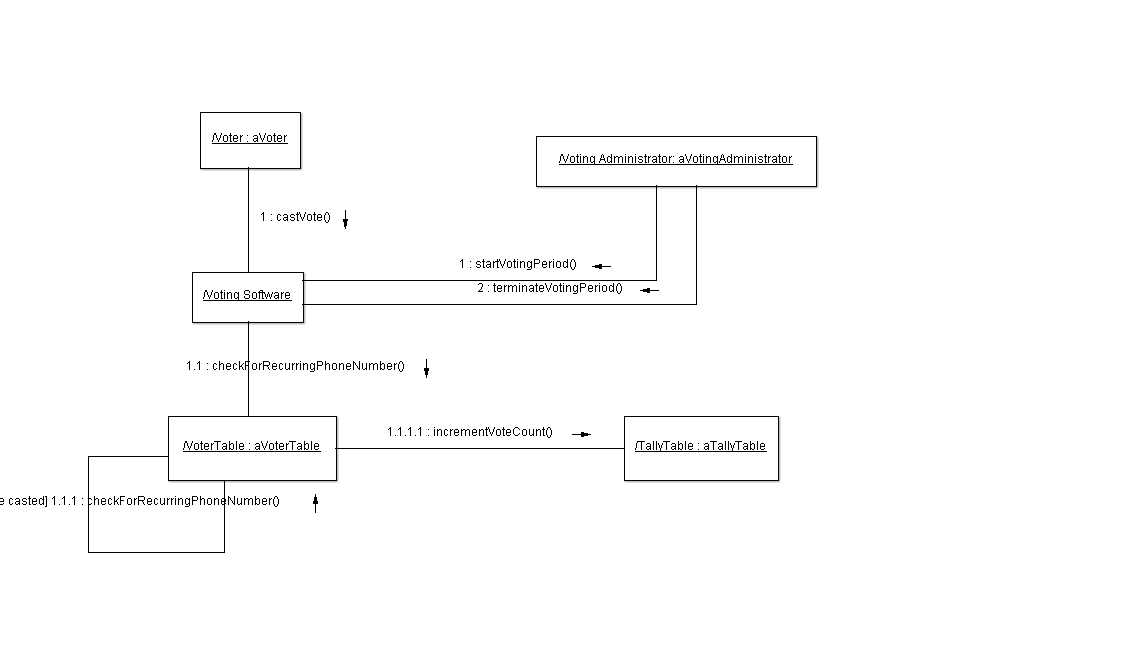 /Voter : aVoter
/Voting Administrator: aVotingAdministrator
1 : castVote()
1 : startVotingPeriod()
2 : terminateVotingPeriod()
/Voting Software
1.1 : checkForRecurringPhoneNumber()
1.1.1.1 : incrementVoteCount()
/VoterTable : aVoterTable
/TallyTable : aTallyTable
e casted] 1.1.1 : checkForRecurringPhoneNumber()